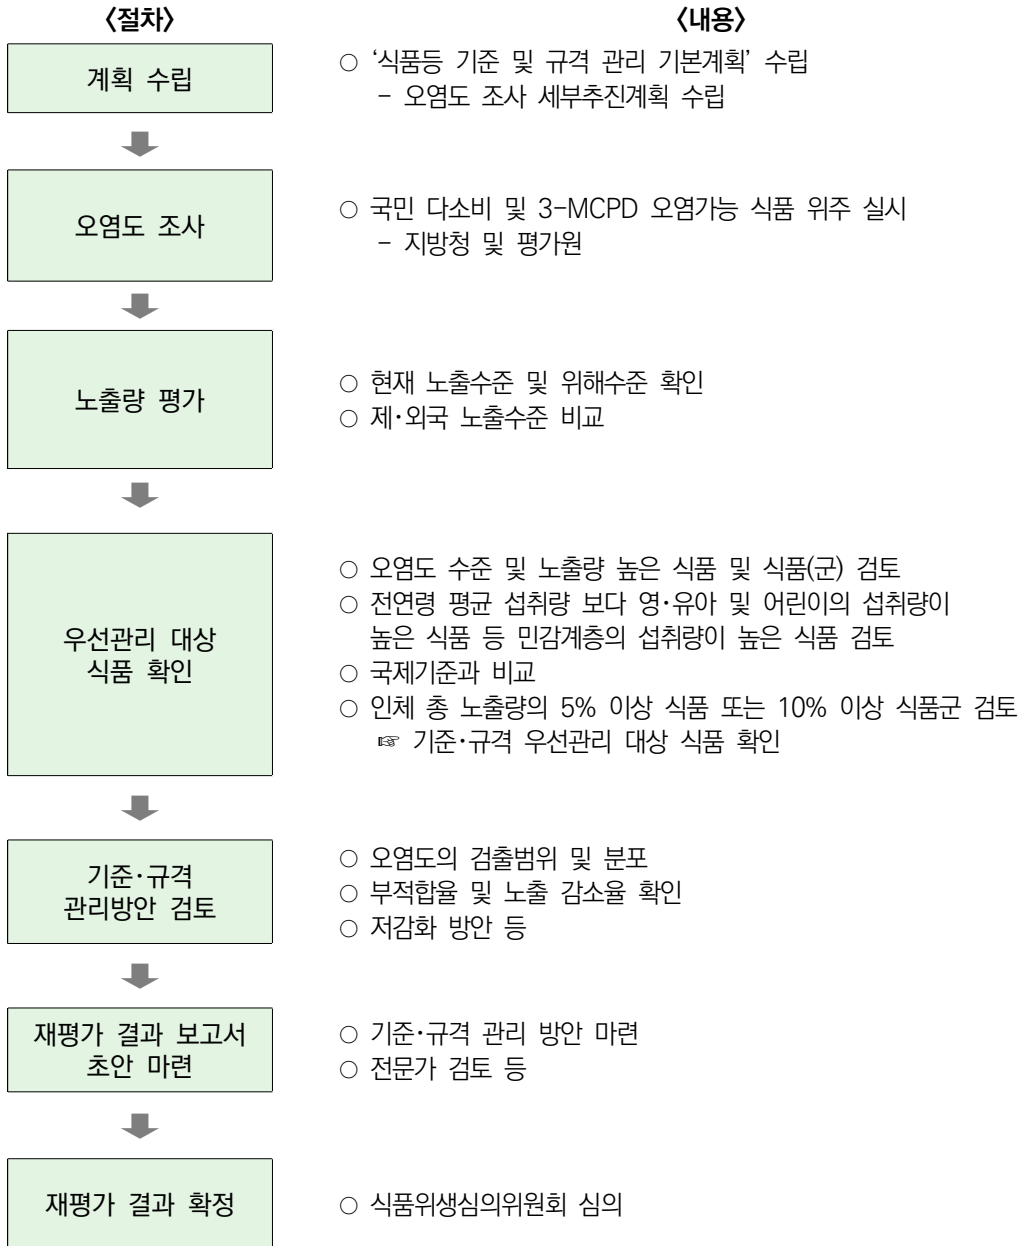 〈절차〉 〈내용〉
계획 수립
○ ‘식품등 기준 및 규격 관리 기본계획’ 수립
- 오염도 조사 세부추진계획 수립
오염도 조사
○ 국민 다소비 및 3-MCPD 오염가능 식품 위주 실시
- 지방청 및 평가원
노출량 평가
○ 현재 노출수준 및 위해수준 확인
○ 제·외국 노출수준 비교
우선관리 대상
식품 확인
○ 오염도 수준 및 노출량 높은 식품 및 식품(군) 검토
○ 전연령 평균 섭취량 보다 영·유아 및 어린이의 섭취량이
높은 식품 등 민감계층의 섭취량이 높은 식품 검토
○ 국제기준과 비교
○ 인체 총 노출량의 5% 이상 식품 또는 10% 이상 식품군 검토
☞ 기준·규격 우선관리 대상 식품 확인
기준·규격
관리방안 검토
○ 오염도의 검출범위 및 분포
○ 부적합율 및 노출 감소율 확인
○ 저감화 방안 등
재평가 결과 보고서
초안 마련
○ 기준·규격 관리 방안 마련
○ 전문가 검토 등
재평가 결과 확정
○ 식품위생심의위원회 심의